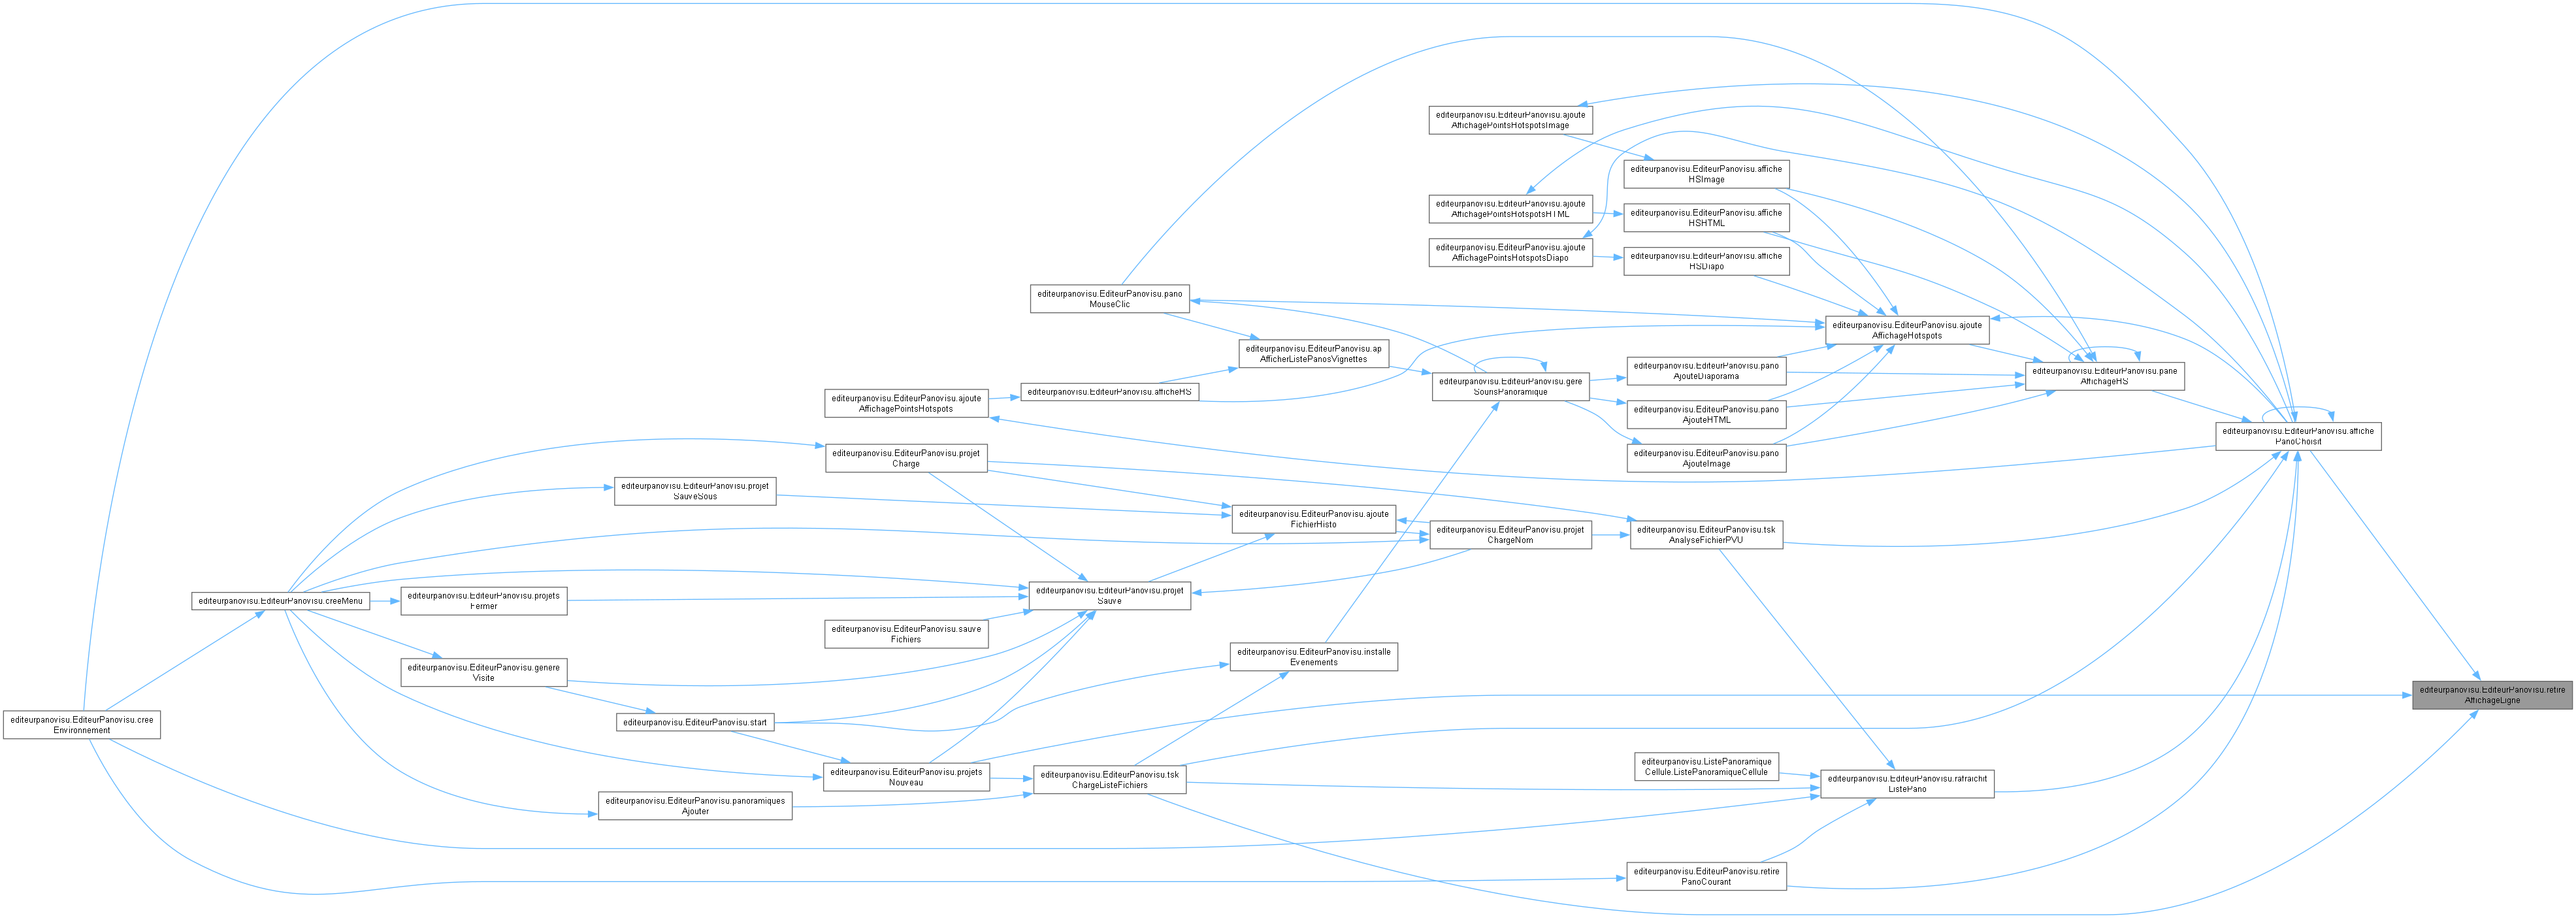 editeurpanovisu.EditeurPanovisu.ajoute
AffichagePointsHotspotsImage
editeurpanovisu.EditeurPanovisu.affiche
HSImage
editeurpanovisu.EditeurPanovisu.ajoute
AffichagePointsHotspotsHTML
editeurpanovisu.EditeurPanovisu.affiche
HSHTML
editeurpanovisu.EditeurPanovisu.ajoute
AffichagePointsHotspotsDiapo
editeurpanovisu.EditeurPanovisu.affiche
HSDiapo
editeurpanovisu.EditeurPanovisu.pano
MouseClic
editeurpanovisu.EditeurPanovisu.ajoute
AffichageHotspots
editeurpanovisu.EditeurPanovisu.ap
AfficherListePanosVignettes
editeurpanovisu.EditeurPanovisu.pano
AjouteDiaporama
editeurpanovisu.EditeurPanovisu.pane
AffichageHS
editeurpanovisu.EditeurPanovisu.gere
SourisPanoramique
editeurpanovisu.EditeurPanovisu.afficheHS
editeurpanovisu.EditeurPanovisu.ajoute
AffichagePointsHotspots
editeurpanovisu.EditeurPanovisu.pano
AjouteHTML
editeurpanovisu.EditeurPanovisu.affiche
PanoChoisit
editeurpanovisu.EditeurPanovisu.projet
Charge
editeurpanovisu.EditeurPanovisu.pano
AjouteImage
editeurpanovisu.EditeurPanovisu.projet
SauveSous
editeurpanovisu.EditeurPanovisu.ajoute
FichierHisto
editeurpanovisu.EditeurPanovisu.projet
ChargeNom
editeurpanovisu.EditeurPanovisu.tsk
AnalyseFichierPVU
editeurpanovisu.EditeurPanovisu.creeMenu
editeurpanovisu.EditeurPanovisu.projets
Fermer
editeurpanovisu.EditeurPanovisu.projet
Sauve
editeurpanovisu.EditeurPanovisu.sauve
Fichiers
editeurpanovisu.EditeurPanovisu.installe
Evenements
editeurpanovisu.EditeurPanovisu.genere
Visite
editeurpanovisu.EditeurPanovisu.retire
AffichageLigne
editeurpanovisu.EditeurPanovisu.cree
Environnement
editeurpanovisu.EditeurPanovisu.start
editeurpanovisu.EditeurPanovisu.projets
Nouveau
editeurpanovisu.EditeurPanovisu.tsk
ChargeListeFichiers
editeurpanovisu.ListePanoramique
Cellule.ListePanoramiqueCellule
editeurpanovisu.EditeurPanovisu.rafraichit
ListePano
editeurpanovisu.EditeurPanovisu.panoramiques
Ajouter
editeurpanovisu.EditeurPanovisu.retire
PanoCourant